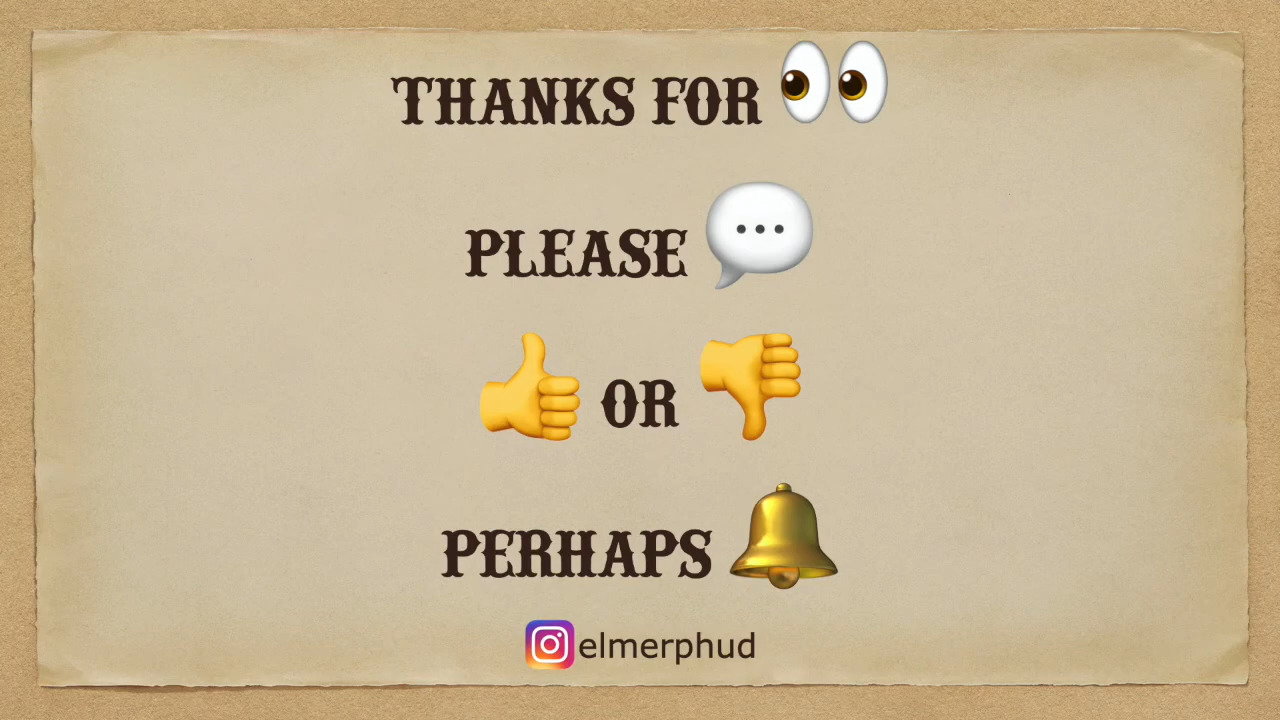 THANKS FOR 👀
PLEASE 💬
👍 OR 👎
PERHAPS 🔔
elmerphud